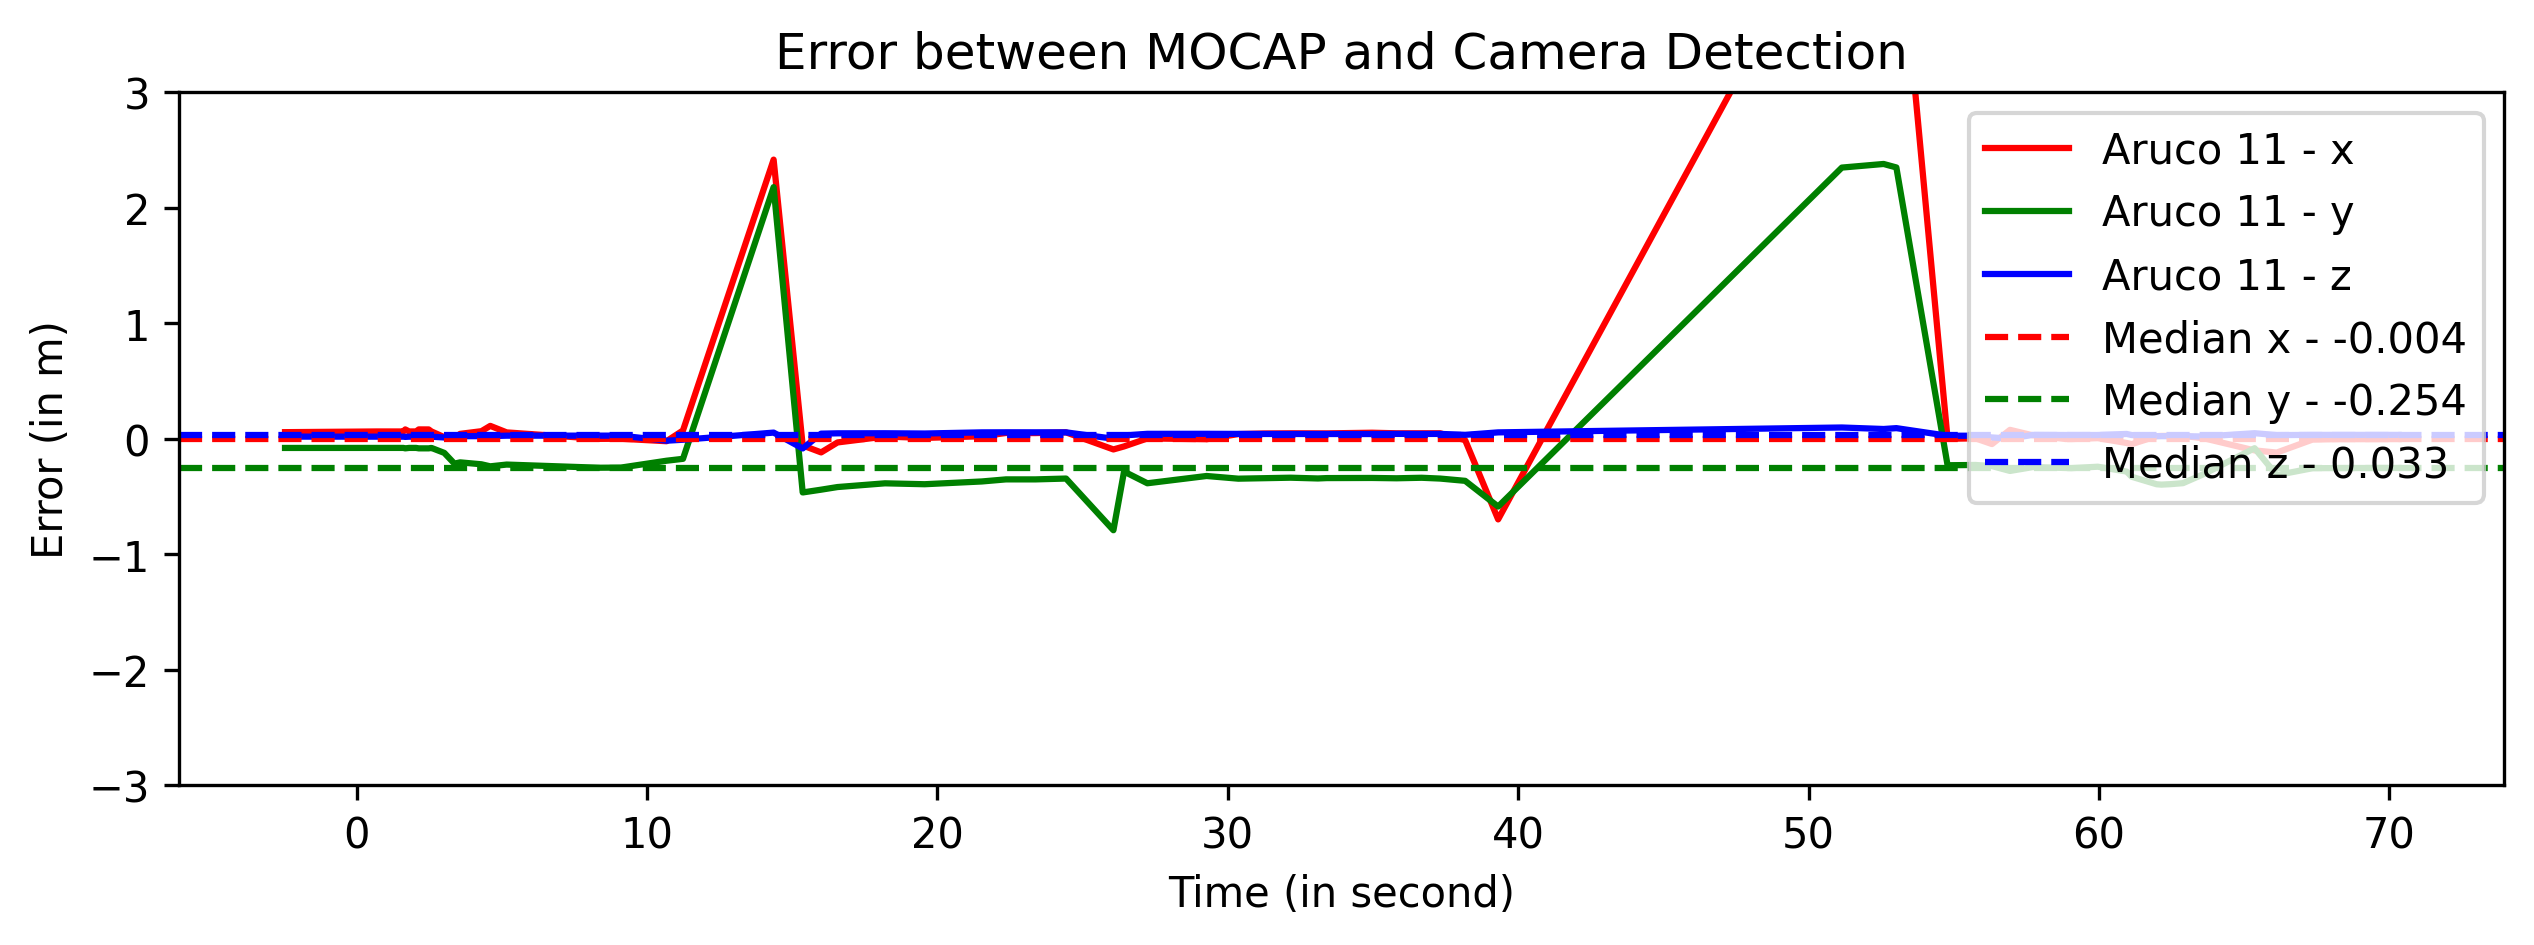 Error between MOCAP and Camera Detection
3
2
1
0
−1
−2
−3
Error (in m)
Aruco 11 - x
Aruco 11 - y
Aruco 11 - z
Median x - -0.004
Median y - -0.254
Median z - 0.033
0 10 20 30 40 50 60 70
Time (in second)